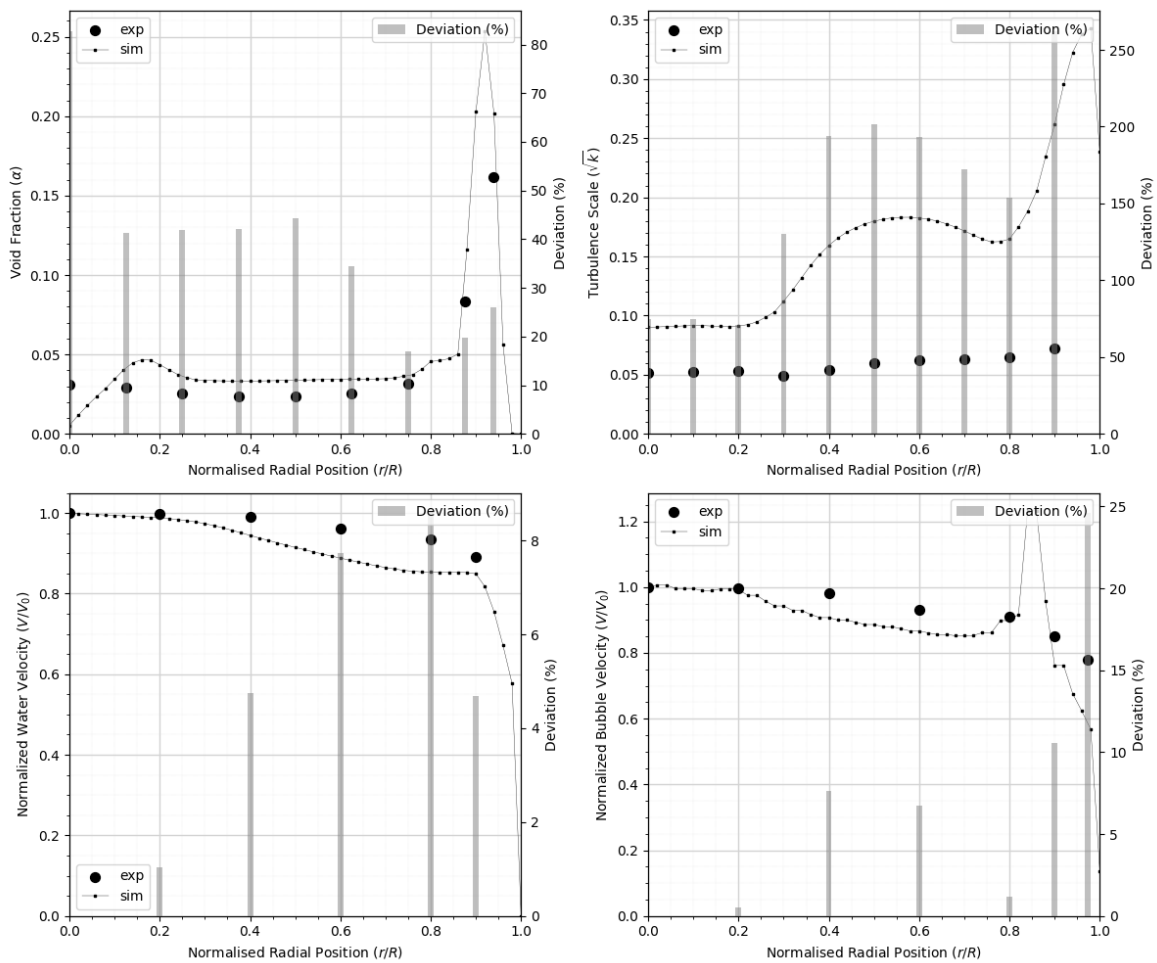 exp
sim
Deviation (%)
0.25
0.20
0.15
0.10
0.05
0.00
Void Fraction (α)
80
70
60
50
40
30
20
10
0
Deviation (%)
0.0 0.2 0.4 0.6 0.8 1.0
Normalised Radial Position (r/R)
exp
sim
Deviation (%)
0.35
0.30
0.25
0.20
0.15
0.10
0.05
0.00
Turbulence Scale (√k)
250
200
150
100
50
0
Deviation (%)
0.0 0.2 0.4 0.6 0.8 1.0
Normalised Radial Position (r/R)
Deviation (%)
1.0
0.8
0.6
0.4
0.2
0.0
Normalized Water Velocity (V/V₀)
8
6
4
2
0
Deviation (%)
exp
sim
0.0 0.2 0.4 0.6 0.8 1.0
Normalised Radial Position (r/R)
exp
sim
Deviation (%)
1.2
1.0
0.8
0.6
0.4
0.2
0.0
Normalized Bubble Velocity (V/V₀)
25
20
15
10
5
0
Deviation (%)
0.0 0.2 0.4 0.6 0.8 1.0
Normalised Radial Position (r/R)